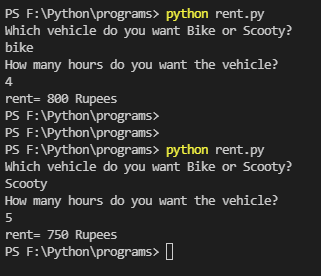 PS F:\Python\programs> python rent.py
Which vehicle do you want Bike or Scooty?
bike
How many hours do you want the vehicle?
4
rent= 800 Rupees
PS F:\Python\programs>
PS F:\Python\programs>
PS F:\Python\programs> python rent.py
Which vehicle do you want Bike or Scooty?
Scooty
How many hours do you want the vehicle?
5
rent= 750 Rupees
PS F:\Python\programs>